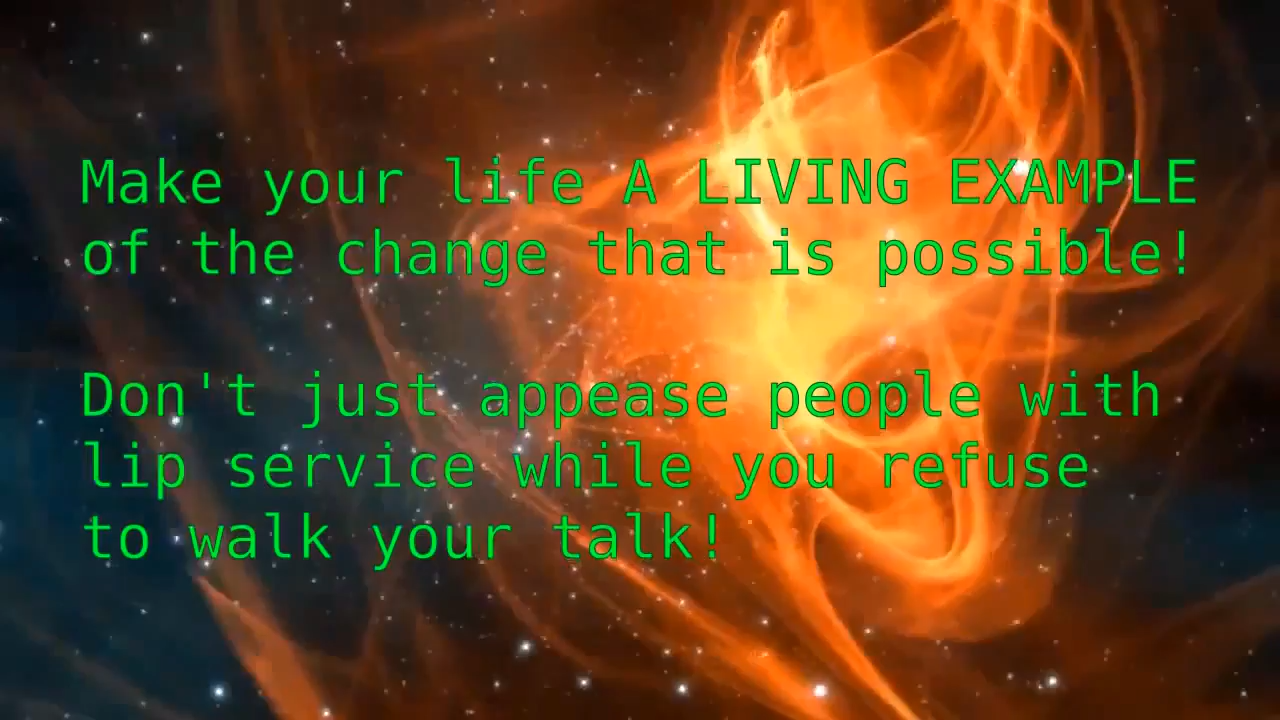 Make your life A LIVING EXAMPLE
of the change that is possible!
Don't just appease people with
lip service while you refuse
to walk your talk!